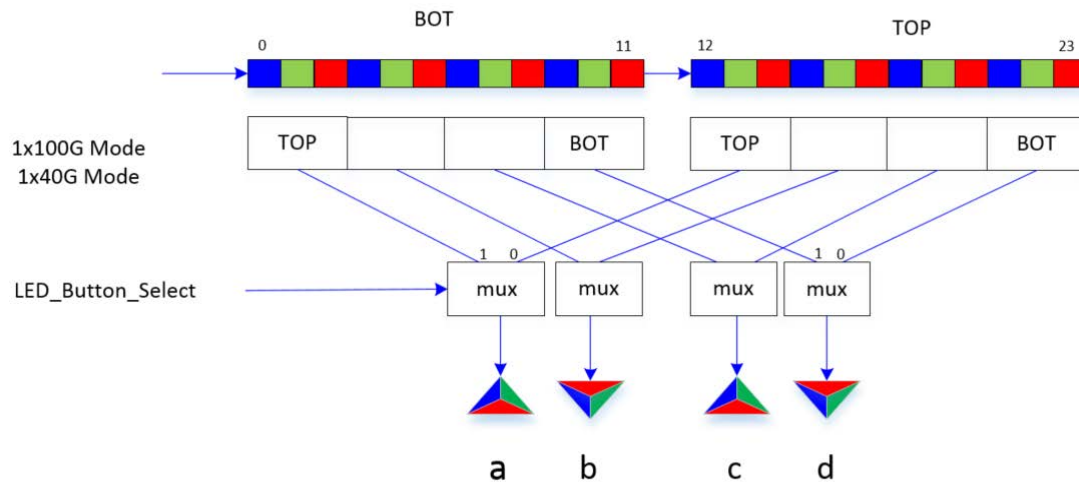 BOT
TOP
0
11
12
23
1x100G Mode
1x40G Mode
TOP
BOT
TOP
BOT
1
0
1
0
LED_Button_Select
mux
mux
mux
mux
a
b
c
d